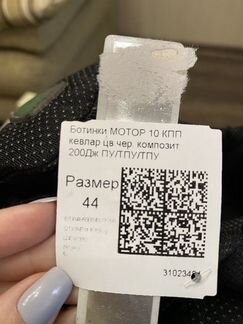 Ботинки МОТОР 10 КПП
кевлар цв чер. композит
200Дж ПУ/ТПУ/ТПУ
Размер
44